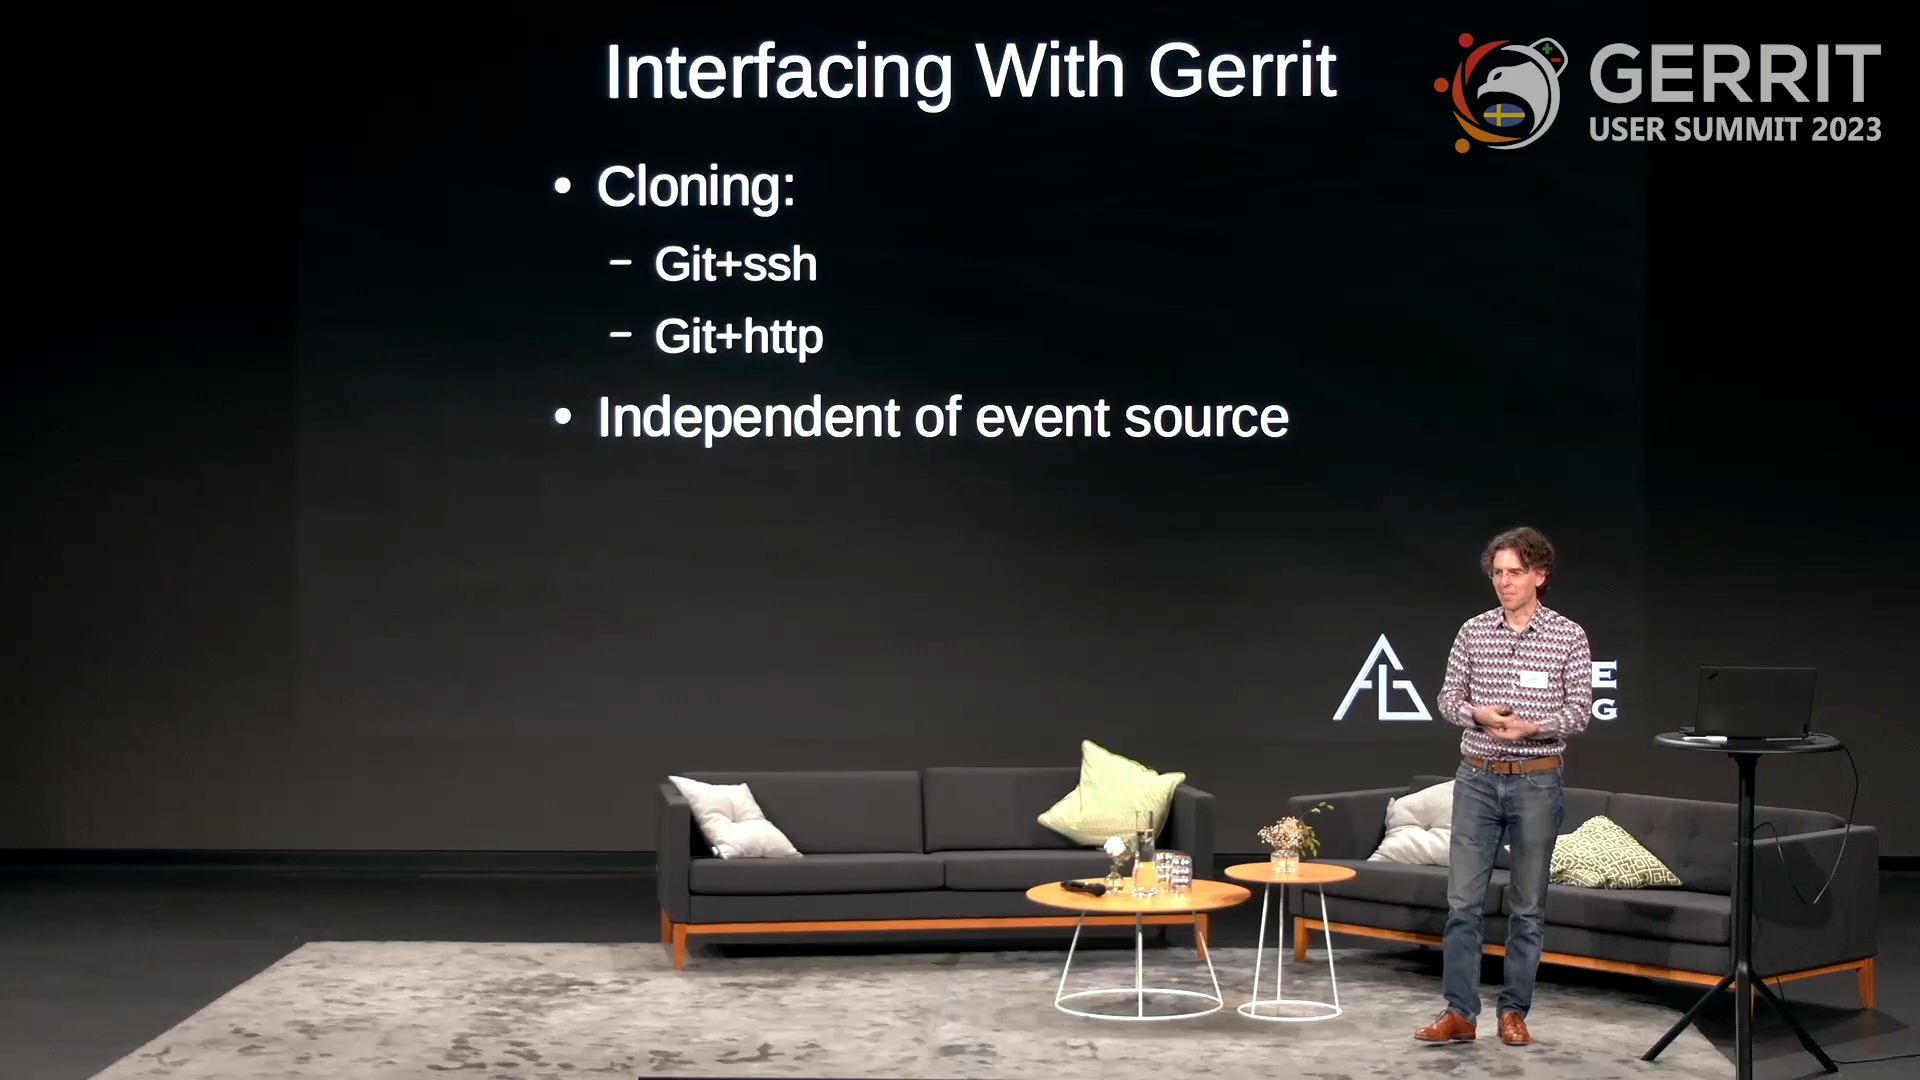 Interfacing With Gerrit
GERRIT
USER SUMMIT 2023
• Cloning:
– Git+ssh
– Git+http
• Independent of event source
E
G